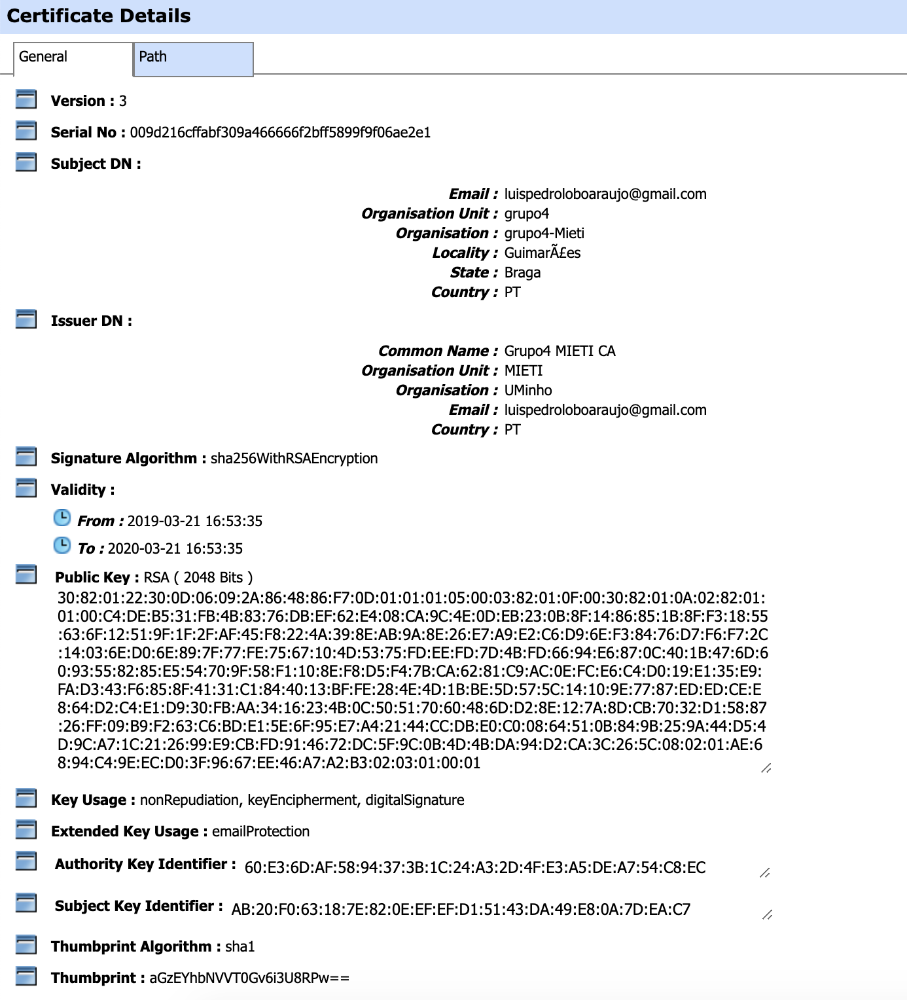 Certificate Details
General
Path
Version : 3
Serial No : 009d216cffabf309a466666f2bff5899f9f06ae2e1
Subject DN :
Email : luispedroloboaraujo@gmail.com
Organisation Unit : grupo4
Organisation : grupo4-Mieti
Locality : GuimarÃ£es
State : Braga
Country : PT
Issuer DN :
Common Name : Grupo4 MIETI CA
Organisation Unit : MIETI
Organisation : UMinho
Email : luispedroloboaraujo@gmail.com
Country : PT
Signature Algorithm : sha256WithRSAEncryption
Validity :
From : 2019-03-21 16:53:35
To : 2020-03-21 16:53:35
Public Key : RSA ( 2048 Bits )
30:82:01:22:30:0D:06:09:2A:86:48:86:F7:0D:01:01:01:05:00:03:82:01:0F:00:30:82:01:0A:02:82:01:
01:00:C4:DE:B5:31:FB:4B:83:76:DB:EF:62:E4:08:CA:9C:4E:0D:EB:23:0B:8F:14:86:85:1B:8F:F3:18:55
:63:6F:12:51:9F:1F:2F:AF:45:F8:22:4A:39:8E:AB:9A:8E:26:E7:A9:E2:C6:D9:6E:F3:84:76:D7:F6:F7:2C
:14:03:6E:D0:6E:89:7F:77:FE:75:67:10:4D:53:75:FD:EE:FD:7D:4B:FD:66:94:E6:87:0C:40:1B:47:6D:6
0:93:55:82:85:E5:54:70:9F:58:F1:10:8E:F8:D5:F4:7B:CA:62:81:C9:AC:0E:FC:E6:C4:D0:19:E1:35:E9:
FA:D3:43:F6:85:8F:41:31:C1:84:40:13:BF:FE:28:4E:4D:1B:BE:5D:57:5C:14:10:9E:77:87:ED:ED:CE:E
8:64:D2:C4:E1:D9:30:FB:AA:34:16:23:4B:0C:50:51:70:60:48:6D:D2:8E:12:7A:8D:CB:70:32:D1:58:87
:26:FF:09:B9:F2:63:C6:BD:E1:5E:6F:95:E7:A4:21:44:CC:DB:E0:C0:08:64:51:0B:84:9B:25:9A:44:D5:4
D:9C:A7:1C:21:26:99:E9:CB:FD:91:46:72:DC:5F:9C:0B:4D:4B:DA:94:D2:CA:3C:26:5C:08:02:01:AE:6
8:94:C4:9E:EC:D0:3F:96:67:EE:46:A7:A2:B3:02:03:01:00:01
Key Usage : nonRepudiation, keyEncipherment, digitalSignature
Extended Key Usage : emailProtection
Authority Key Identifier : 60:E3:6D:AF:58:94:37:3B:1C:24:A3:2D:4F:E3:A5:DE:A7:54:C8:EC
Subject Key Identifier : AB:20:F0:63:18:7E:82:0E:EF:EF:D1:51:43:DA:49:E8:0A:7D:EA:C7
Thumbprint Algorithm : sha1
Thumbprint : aGzEYhbNVVT0Gv6i3U8RPw==